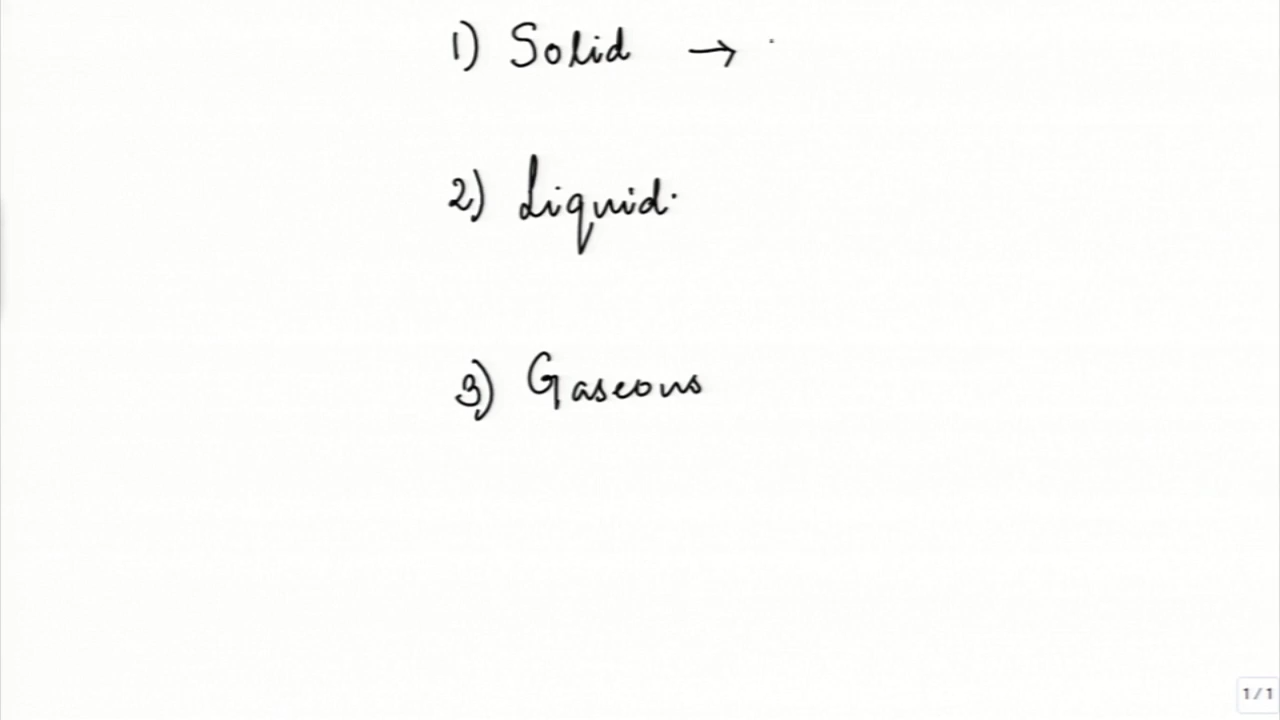 1) Solid →
2) Liquid.
3) Gaseous
1/1